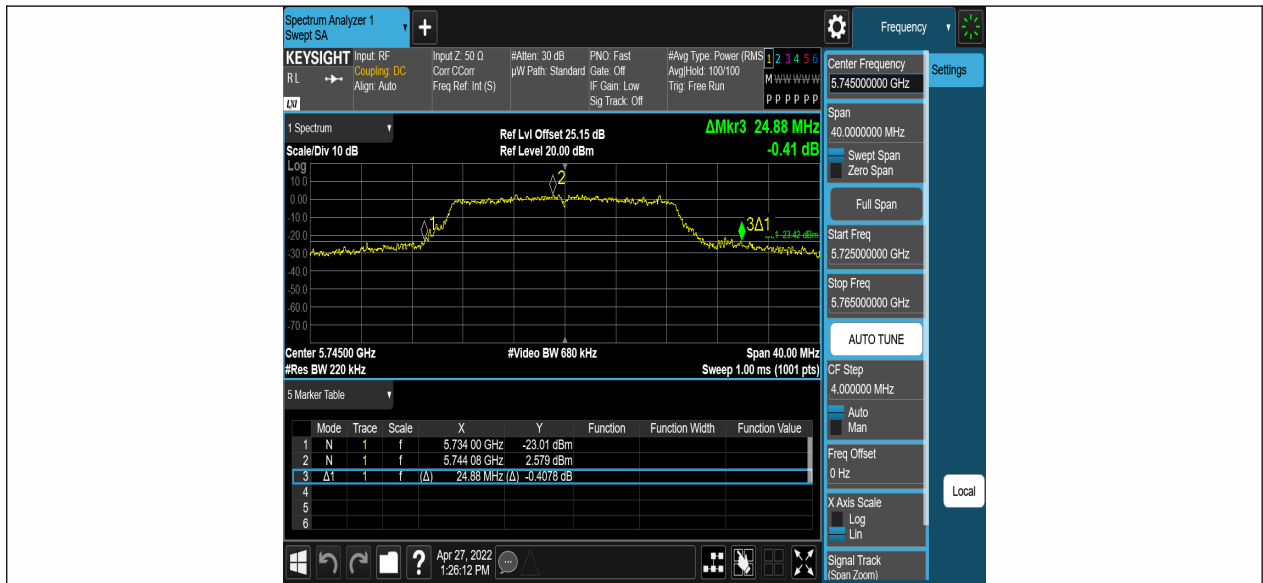 Spectrum Analyzer 1
Swept SA
+
Frequency
KEYSIGHT
RL
LXI
Input: RF
Coupling: DC
Align: Auto
Input Z: 50 Ω
Corr CCorr
Freq Ref: Int (S)
#Atten: 30 dB
µW Path: Standard
PNO: Fast
Gate: Off
IF Gain: Low
Sig Track: Off
#Avg Type: Power (RMS
Avg|Hold: 100/100
Trig: Free Run
1 2 3 4 5 6
M W W W W W
P P P P P P
1 Spectrum
Scale/Div 10 dB
Ref Lvl Offset 25.15 dB
Ref Level 20.00 dBm
ΔMkr3 24.88 MHz
-0.41 dB
Log
10.0
0.00
-10.0
-20.0
-30.0
-40.0
-50.0
-60.0
-70.0
1
2
3Δ1
-23.42 dBm
Center 5.74500 GHz
#Video BW 680 kHz
Span 40.00 MHz
#Res BW 220 kHz
Sweep 1.00 ms (1001 pts)
5 Marker Table
Mode Trace Scale X Y Function Function Width Function Value
1 N 1 f 5.734 00 GHz -23.01 dBm
2 N 1 f 5.744 08 GHz 2.579 dBm
3 Δ1 1 f (Δ) 24.88 MHz (Δ) -0.4078 dB
4
5
6
Apr 27, 2022
1:26:12 PM
?
Center Frequency
5.745000000 GHz
Span
40.0000000 MHz
Swept Span
Zero Span
Full Span
Start Freq
5.725000000 GHz
Stop Freq
5.765000000 GHz
AUTO TUNE
CF Step
4.000000 MHz
Auto
Man
Freq Offset
0 Hz
X Axis Scale
Log
Lin
Signal Track
(Span Zoom)
Settings
Local